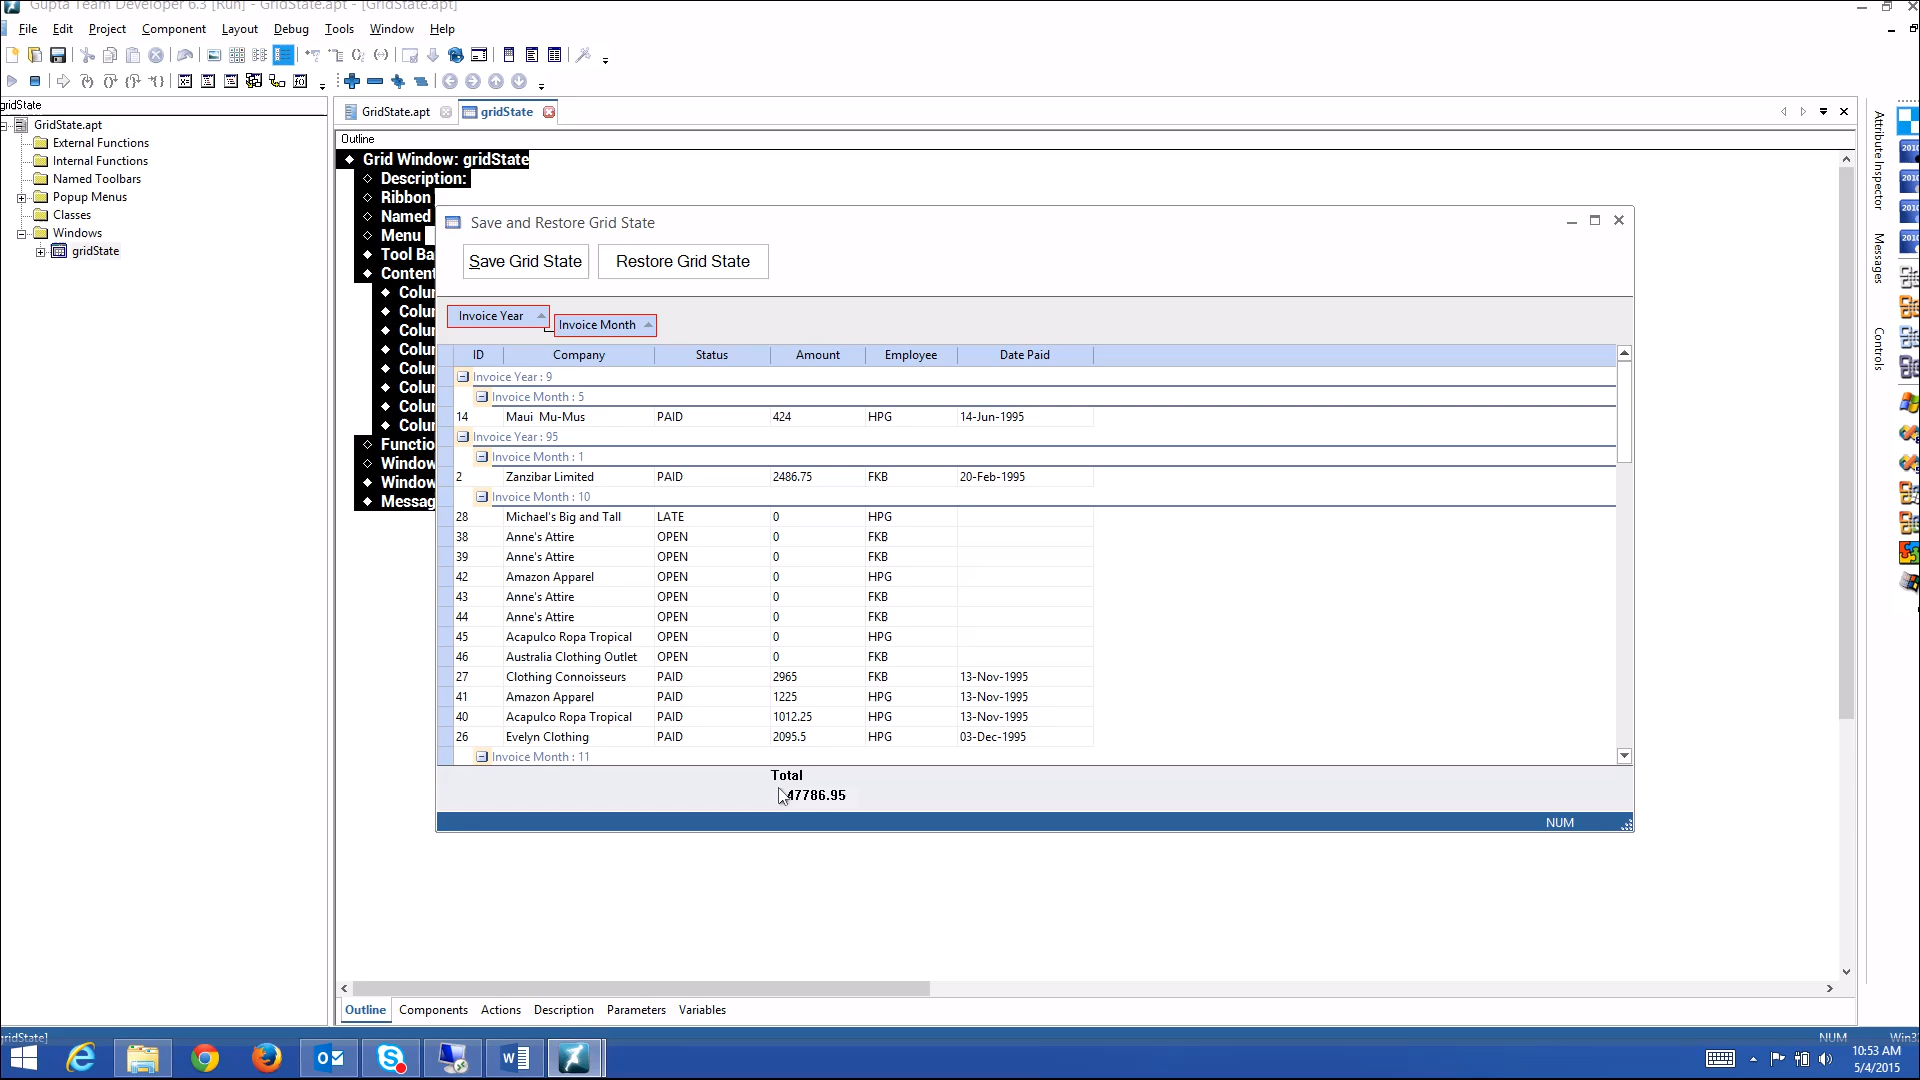 Gupta Team Developer 6.3 [Run] - GridState.apt - [GridState.apt]
File Edit Project Component Layout Debug Tools Window Help
gridState
GridState.apt
External Functions
Internal Functions
Named Toolbars
Popup Menus
Classes
Windows
gridState
GridState.apt gridState
Outline
Grid Window: gridState
Description:
Ribbon
Named
Menu
Tool Ba
Content
Colu
Colu
Colu
Colu
Colu
Colu
Colu
Colu
Functio
Window
Window
Messag
Save and Restore Grid State
Save Grid State Restore Grid State
Invoice Year
Invoice Month
ID Company Status Amount Employee Date Paid
Invoice Year : 9
Invoice Month : 5
14 Maui Mu-Mus PAID 424 HPG 14-Jun-1995
Invoice Year : 95
Invoice Month : 1
2 Zanzibar Limited PAID 2486.75 FKB 20-Feb-1995
Invoice Month : 10
28 Michael's Big and Tall LATE 0 HPG
38 Anne's Attire OPEN 0 FKB
39 Anne's Attire OPEN 0 FKB
42 Amazon Apparel OPEN 0 HPG
43 Anne's Attire OPEN 0 FKB
44 Anne's Attire OPEN 0 FKB
45 Acapulco Ropa Tropical OPEN 0 HPG
46 Australia Clothing Outlet OPEN 0 FKB
27 Clothing Connoisseurs PAID 2965 FKB 13-Nov-1995
41 Amazon Apparel PAID 1225 HPG 13-Nov-1995
40 Acapulco Ropa Tropical PAID 1012.25 HPG 13-Nov-1995
26 Evelyn Clothing PAID 2095.5 HPG 03-Dec-1995
Invoice Month : 11
Total
47786.95
NUM
Attribute Inspector
Messages
Controls
Outline Components Actions Description Parameters Variables
gridState]
NUM Win3
10:53 AM
5/4/2015